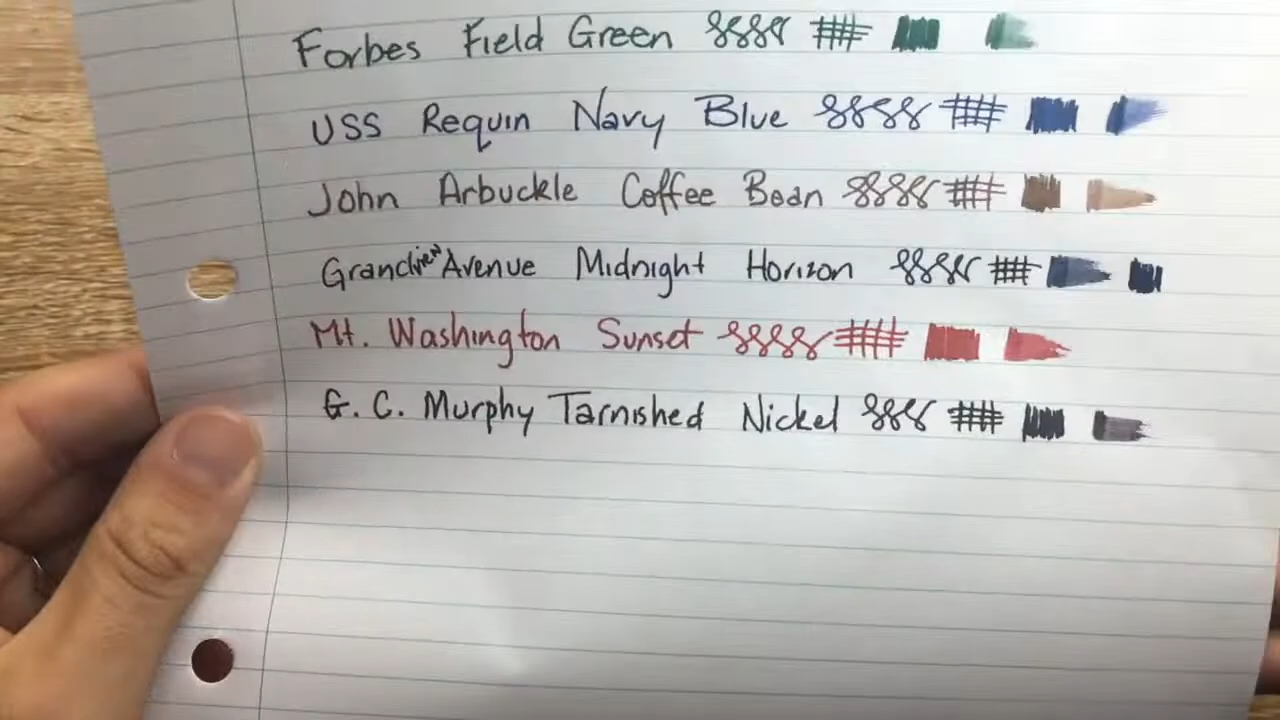 Forbes Field Green
USS Requin Navy Blue
John Arbuckle Coffee Bean
Grandview Avenue Midnight Horizon
Mt. Washington Sunset
G. C. Murphy Tarnished Nickel